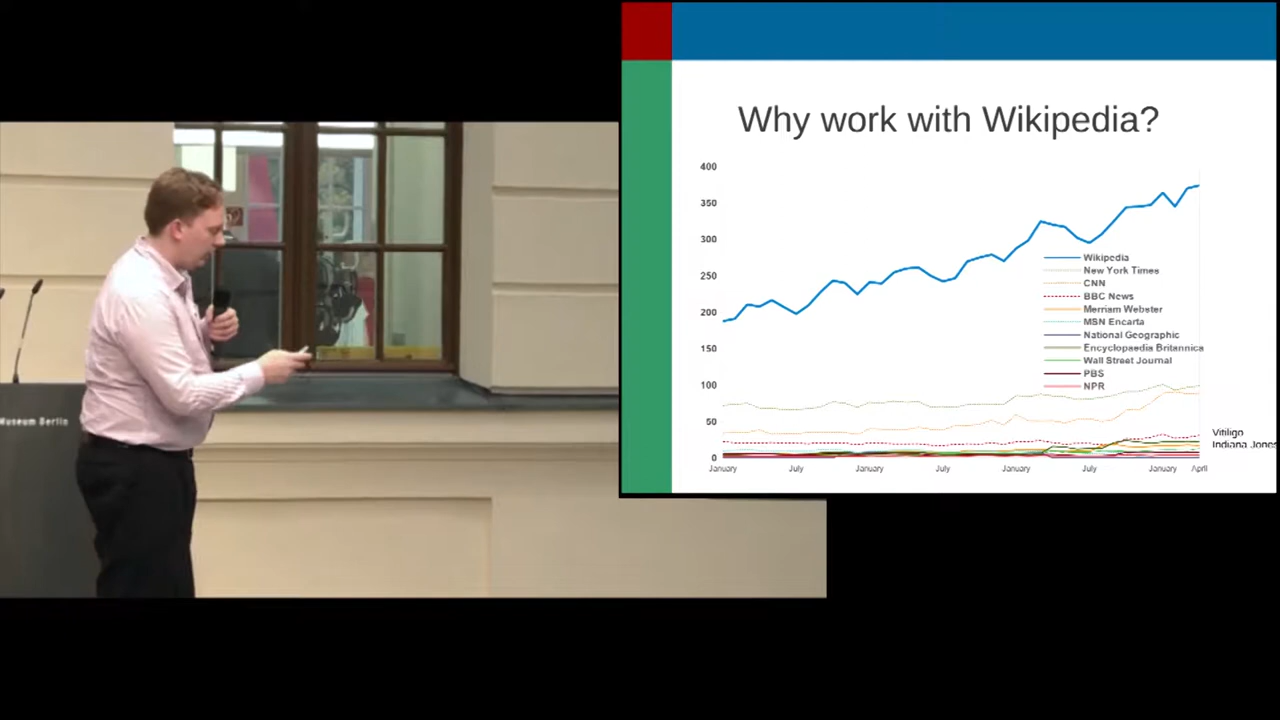 Why work with Wikipedia?
400
350
300
250
200
150
100
50
0
January
July
January
July
January
July
January
April
Wikipedia
New York Times
CNN
BBC News
Merriam Webster
MSN Encarta
National Geographic
Encyclopaedia Britannica
Wall Street Journal
PBS
NPR
Vitiligo
Indiana Jones
Museum Berlin